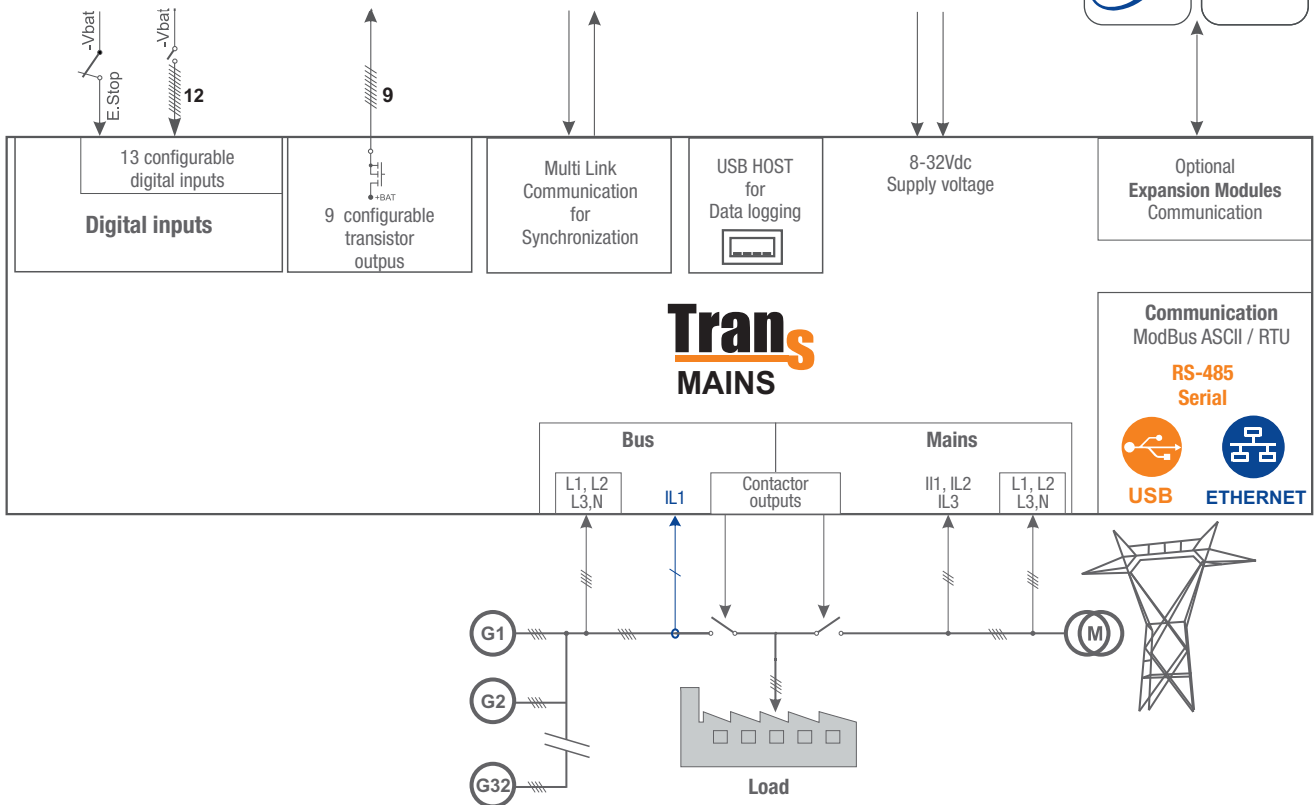 -Vbat
-Vbat
E.Stop
12
9
13 configurable
digital inputs
Digital inputs
+BAT
9 configurable
transistor
outpus
Multi Link
Communication
for
Synchronization
USB HOST
for
Data logging
8-32Vdc
Supply voltage
Optional
Expansion Modules
Communication
Trans
MAINS
Communication
ModBus ASCII / RTU
RS-485
Serial
USB
ETHERNET
Bus
Mains
L1, L2
L3,N
IL1
Contactor
outputs
Il1, IL2
IL3
L1, L2
L3,N
G1
G2
G32
M
Load